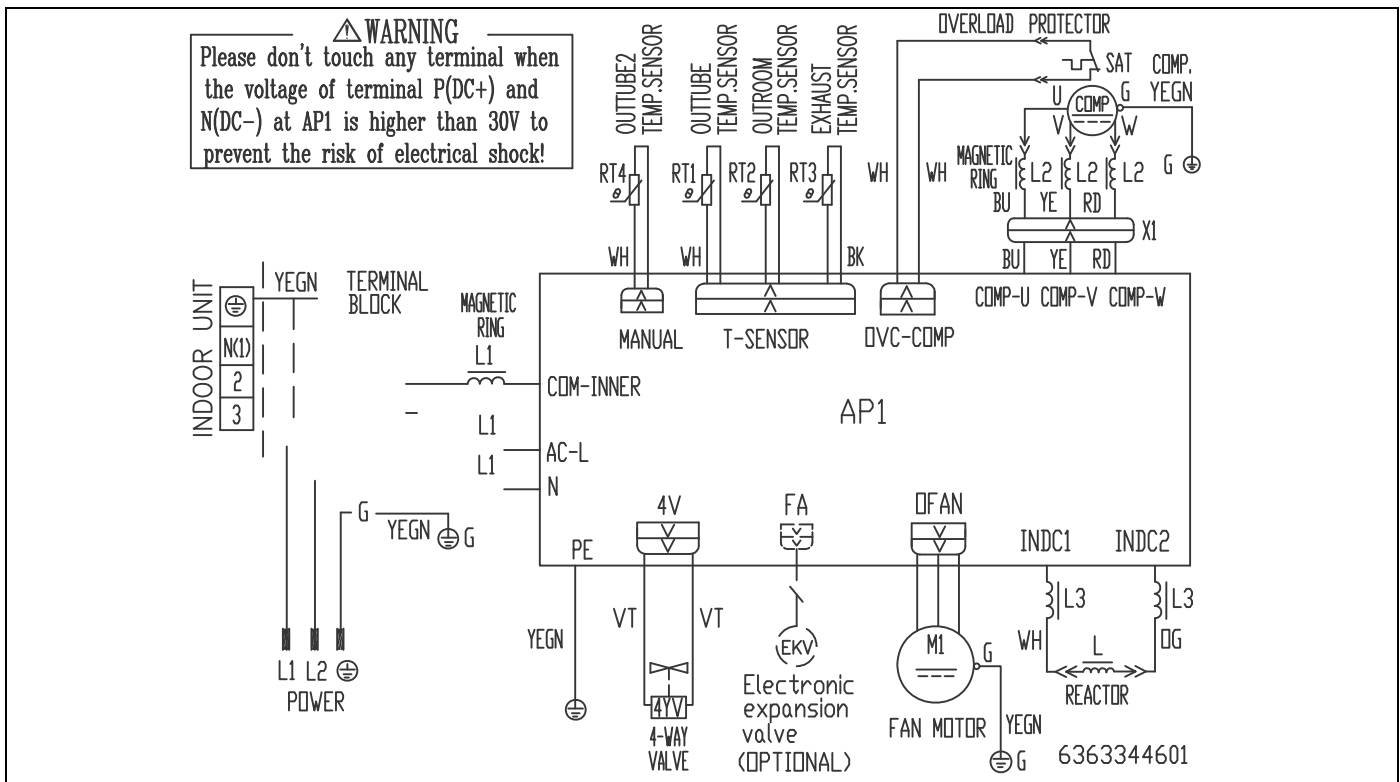 WARNING
Please don't touch any terminal when
the voltage of terminal P(DC+) and
N(DC-) at AP1 is higher than 30V to
prevent the risk of electrical shock!
OUTTUBE2
TEMP.SENSOR
OUTTUBE
TEMP.SENSOR
OUTROOM
TEMP.SENSOR
EXHAUST
TEMP.SENSOR
OVERLOAD PROTECTOR
SAT
COMP.
YEGN
U
COMP
G
V
W
RT4
RT1
RT2
RT3
θ
θ
θ
θ
WH
WH
MAGNETIC
RING
L2
L2
L2
G
BU
YE
RD
X1
WH
WH
BK
BU
YE
RD
COMP-U
COMP-V
COMP-W
MANUAL
T-SENSOR
OVC-COMP
INDOOR UNIT
N(1)
2
3
YEGN
TERMINAL
BLOCK
MAGNETIC
RING
L1
COM-INNER
L1
AC-L
L1
N
AP1
G
YEGN
G
L1
L2
POWER
PE
4V
FA
OFAN
INDC1
INDC2
YEGN
VT
VT
4YV
4-WAY
VALVE
EKV
Electronic
expansion
valve
(OPTIONAL)
M1
G
FAN MOTOR
YEGN
G
L3
L3
WH
OG
L
REACTOR
6363344601